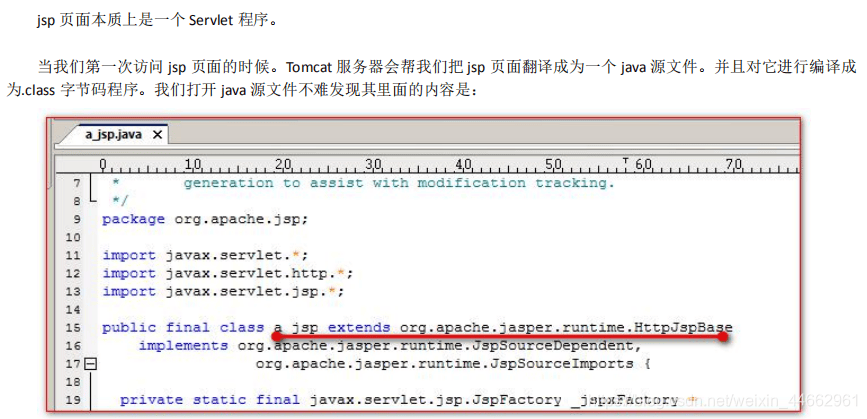 jsp 页面本质上是一个 Servlet 程序。
当我们第一次访问 jsp 页面的时候。Tomcat 服务器会帮我们把 jsp 页面翻译成为一个 java 源文件。并且对它进行编译成
为.class 字节码程序。我们打开 java 源文件不难发现其里面的内容是：
a_jsp.java ×
0 10 20 30 40 50 60 70
7 * generation to assist with modification tracking.
8 */
9 package org.apache.jsp;
10
11 import javax.servlet.*;
12 import javax.servlet.http.*;
13 import javax.servlet.jsp.*;
14
15 public final class a_jsp extends org.apache.jasper.runtime.HttpJspBase
16 implements org.apache.jasper.runtime.JspSourceDependent,
17 org.apache.jasper.runtime.JspSourceImports {
18
19 private static final javax.servlet.jsp.JspFactory _jspxFactory =
weixin_44662961